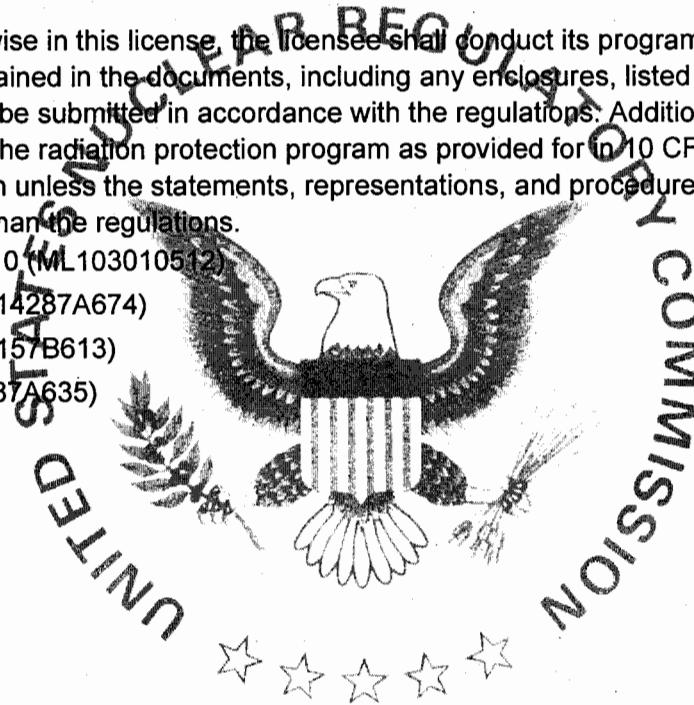 vise in this license, the licensee shall conduct its program
ained in the documents, including any enclosures, listed
be submitted in accordance with the regulations. Additio
he radiation protection program as provided for in 10 CF
n unless the statements, representations, and procedure
han the regulations.
0 (ML103010512)
14287A674)
157B613)
37A635)
UNITED STATES NUCLEAR REGULATORY COMMISSION